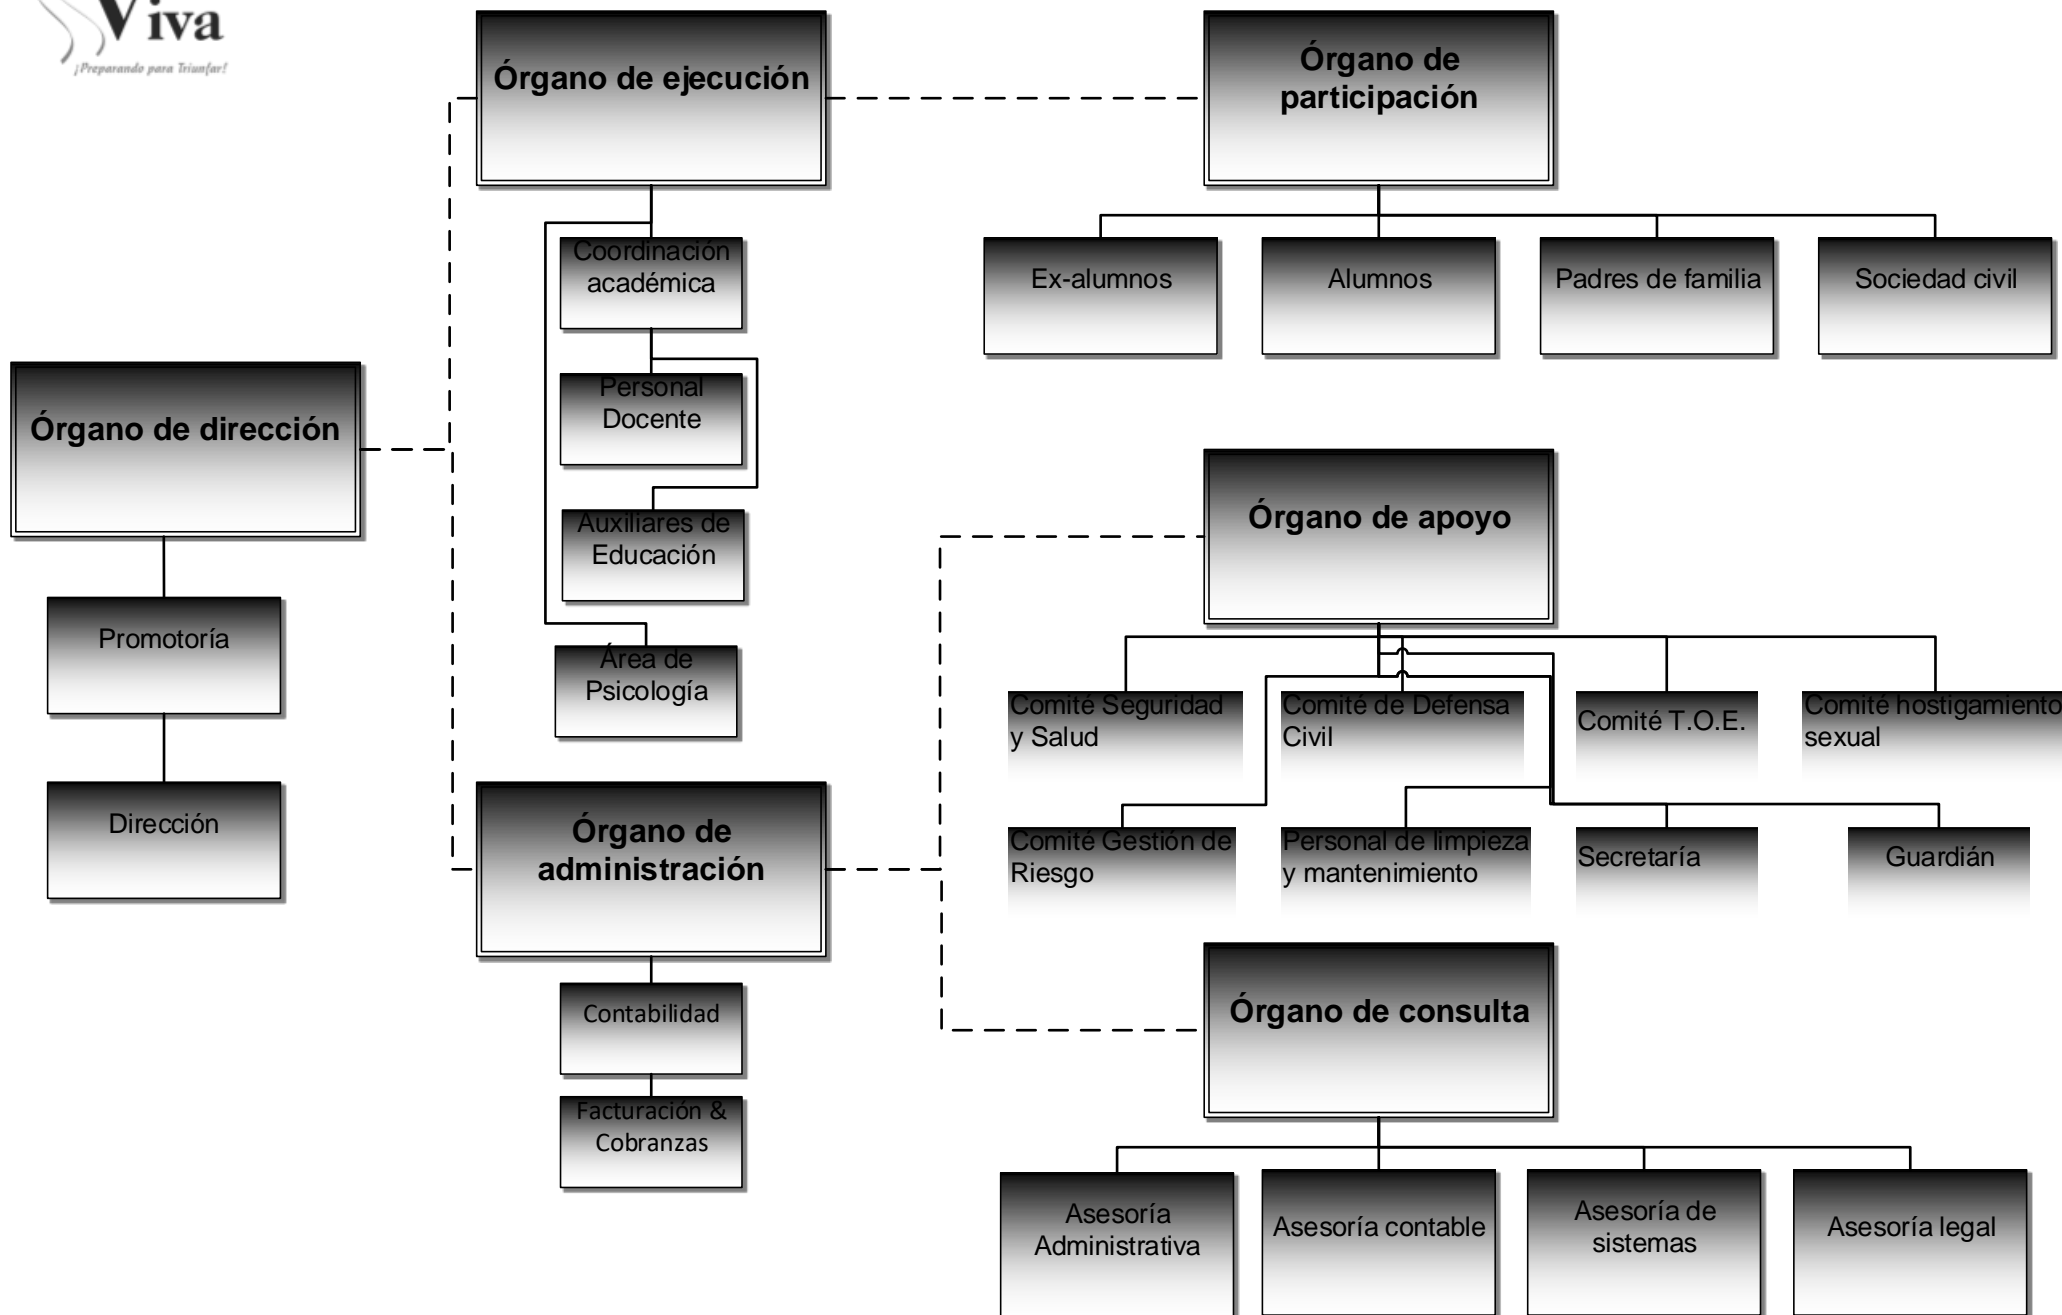 Viva
¡Preparando para Triunfar!
Órgano de ejecución
Órgano de
participación
Coordinación
académica
Ex-alumnos
Alumnos
Padres de familia
Sociedad civil
Personal
Docente
Órgano de dirección
Auxiliares de
Educación
Órgano de apoyo
Promotoría
Área de
Psicología
Comité Seguridad
y Salud
Comité de Defensa
Civil
Comité T.O.E.
Comité hostigamiento
sexual
Dirección
Órgano de
administración
Comité Gestión de
Riesgo
Personal de limpieza
y mantenimiento
Secretaría
Guardián
Contabilidad
Órgano de consulta
Facturación &
Cobranzas
Asesoría
Administrativa
Asesoría contable
Asesoría de
sistemas
Asesoría legal